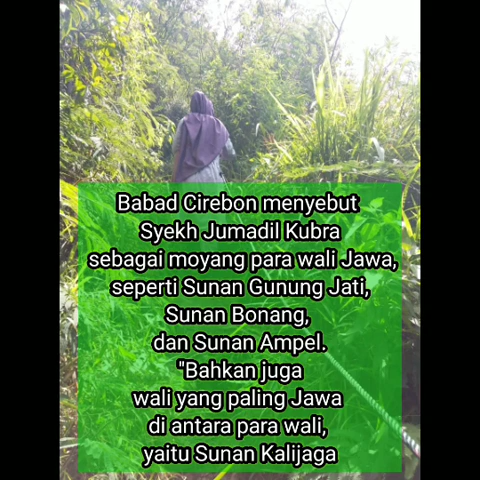 Babad Cirebon menyebut
Syekh Jumadil Kubra
sebagai moyang para wali Jawa,
seperti Sunan Gunung Jati,
Sunan Bonang,
dan Sunan Ampel.
"Bahkan juga
wali yang paling Jawa
di antara para wali,
yaitu Sunan Kalijaga